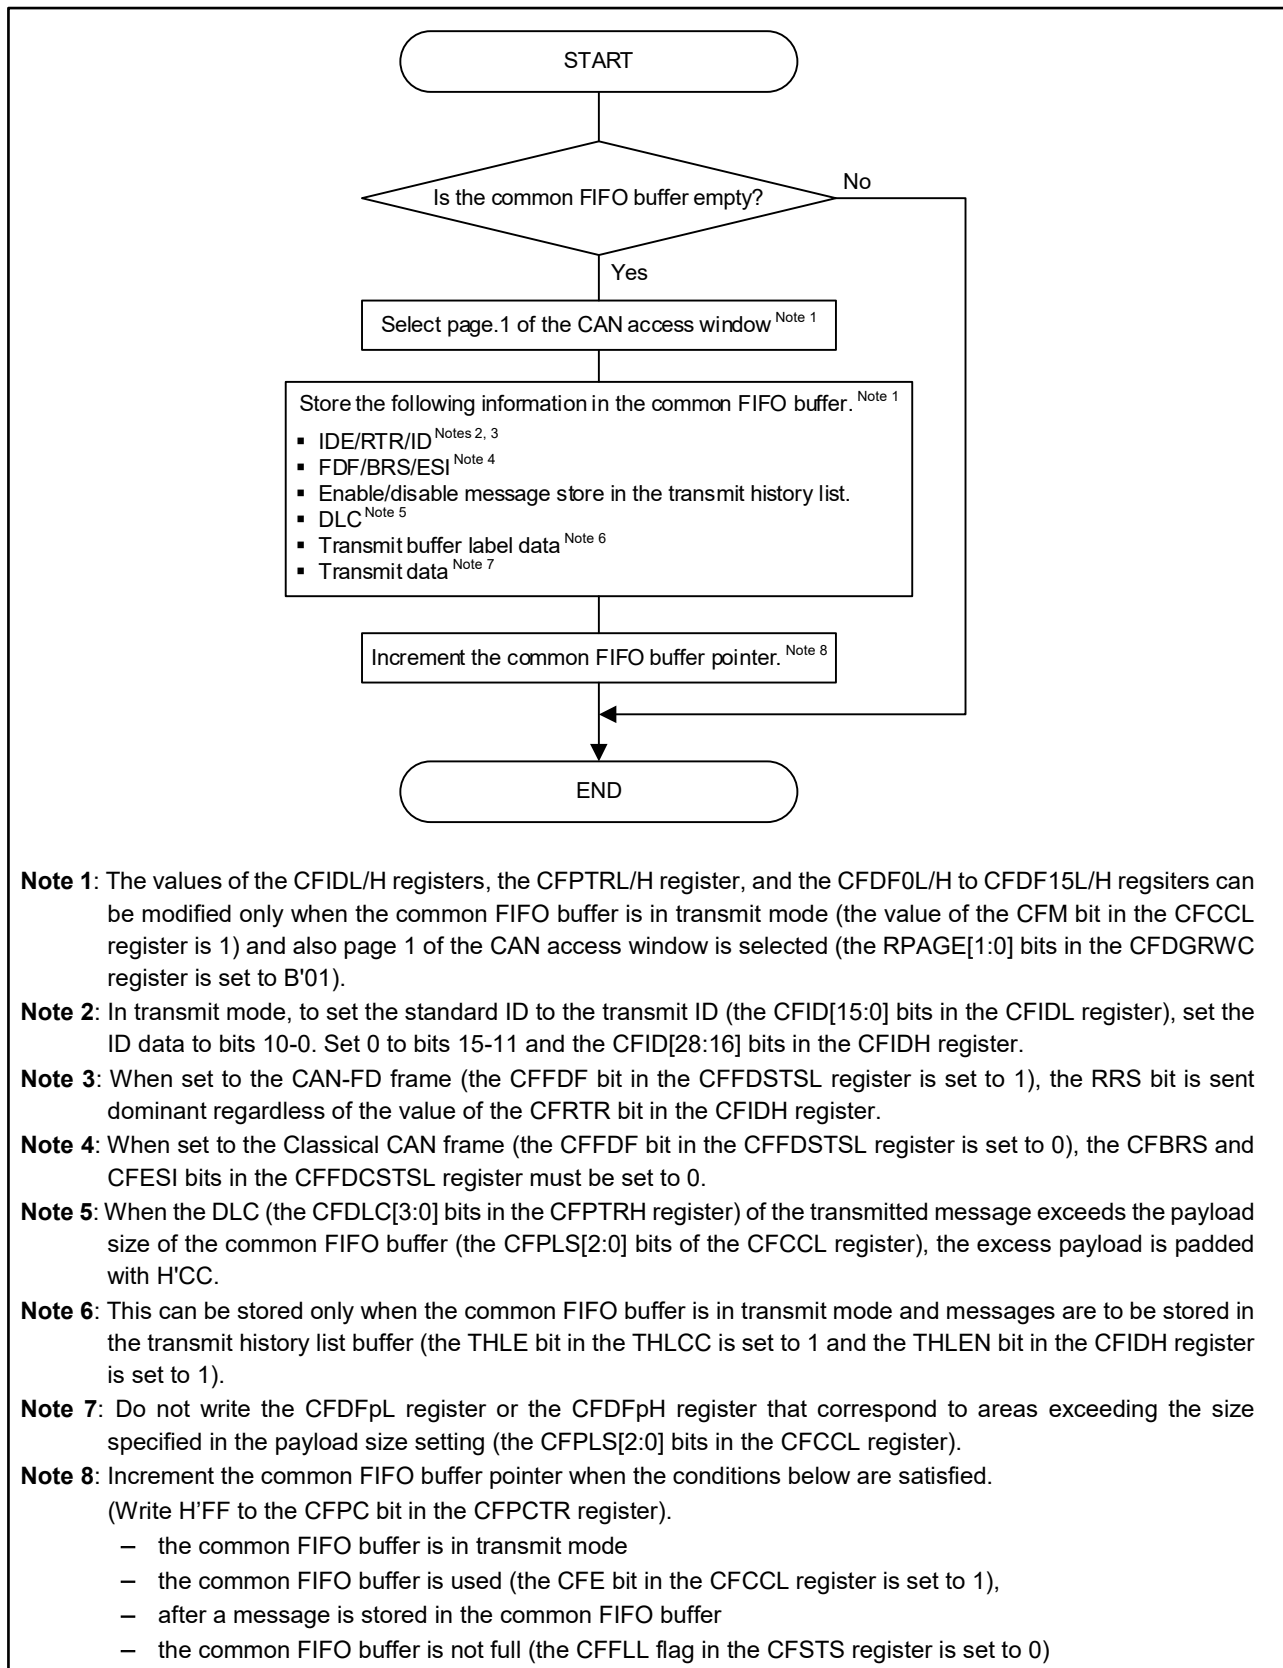 START
Is the common FIFO buffer empty?
No
Yes
Select page.1 of the CAN access window Note 1
Store the following information in the common FIFO buffer. Note 1
▪ IDE/RTR/ID Notes 2, 3
▪ FDF/BRS/ESI Note 4
▪ Enable/disable message store in the transmit history list.
▪ DLC Note 5
▪ Transmit buffer label data Note 6
▪ Transmit data Note 7
Increment the common FIFO buffer pointer. Note 8
END
Note 1: The values of the CFIDL/H registers, the CFPTRL/H register, and the CFDF0L/H to CFDF15L/H regsiters can
be modified only when the common FIFO buffer is in transmit mode (the value of the CFM bit in the CFCCL
register is 1) and also page 1 of the CAN access window is selected (the RPAGE[1:0] bits in the CFDGRWC
register is set to B'01).
Note 2: In transmit mode, to set the standard ID to the transmit ID (the CFID[15:0] bits in the CFIDL register), set the
ID data to bits 10-0. Set 0 to bits 15-11 and the CFID[28:16] bits in the CFIDH register.
Note 3: When set to the CAN-FD frame (the CFFDF bit in the CFFDSTSL register is set to 1), the RRS bit is sent
dominant regardless of the value of the CFRTR bit in the CFIDH register.
Note 4: When set to the Classical CAN frame (the CFFDF bit in the CFFDSTSL register is set to 0), the CFBRS and
CFESI bits in the CFFDCSTSL register must be set to 0.
Note 5: When the DLC (the CFDLC[3:0] bits in the CFPTRH register) of the transmitted message exceeds the payload
size of the common FIFO buffer (the CFPLS[2:0] bits of the CFCCL register), the excess payload is padded
with H'CC.
Note 6: This can be stored only when the common FIFO buffer is in transmit mode and messages are to be stored in
the transmit history list buffer (the THLE bit in the THLCC is set to 1 and the THLEN bit in the CFIDH register
is set to 1).
Note 7: Do not write the CFDFpL register or the CFDFpH register that correspond to areas exceeding the size
specified in the payload size setting (the CFPLS[2:0] bits in the CFCCL register).
Note 8: Increment the common FIFO buffer pointer when the conditions below are satisfied.
(Write H’FF to the CFPC bit in the CFPCTR register).
– the common FIFO buffer is in transmit mode
– the common FIFO buffer is used (the CFE bit in the CFCCL register is set to 1),
– after a message is stored in the common FIFO buffer
– the common FIFO buffer is not full (the CFFLL flag in the CFSTS register is set to 0)